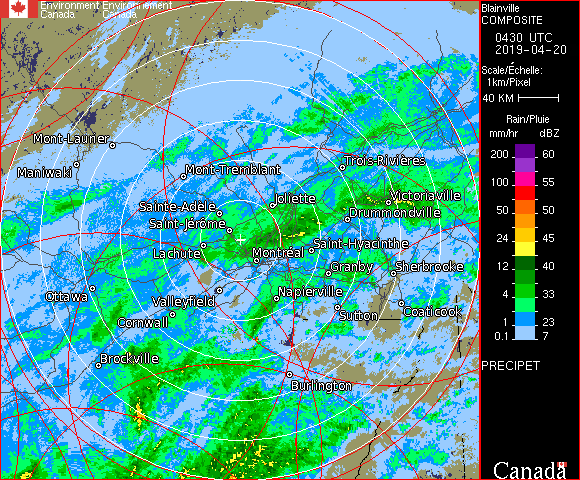 Environment Environnement
Canada Canada
Blainville
COMPOSITE
0430 UTC
2019-04-20
Scale/Échelle:
1km/Pixel
40 KM
Rain/Pluie
mm/hr dBZ
200 60
100 55
50 50
24 45
12 40
4 33
1 23
0.1 7
PRECIPET
Canada
Mont-Laurier
Maniwaki
Mont-Tremblant
Trois-Rivières
Sainte-Adèle
Joliette
Victoriaville
Drummondville
Saint-Jérôme
Lachute
Montréal
Saint-Hyacinthe
Granby
Sherbrooke
Ottawa
Valleyfield
Napierville
Cornwall
Sutton
Coaticook
Brockville
Burlington